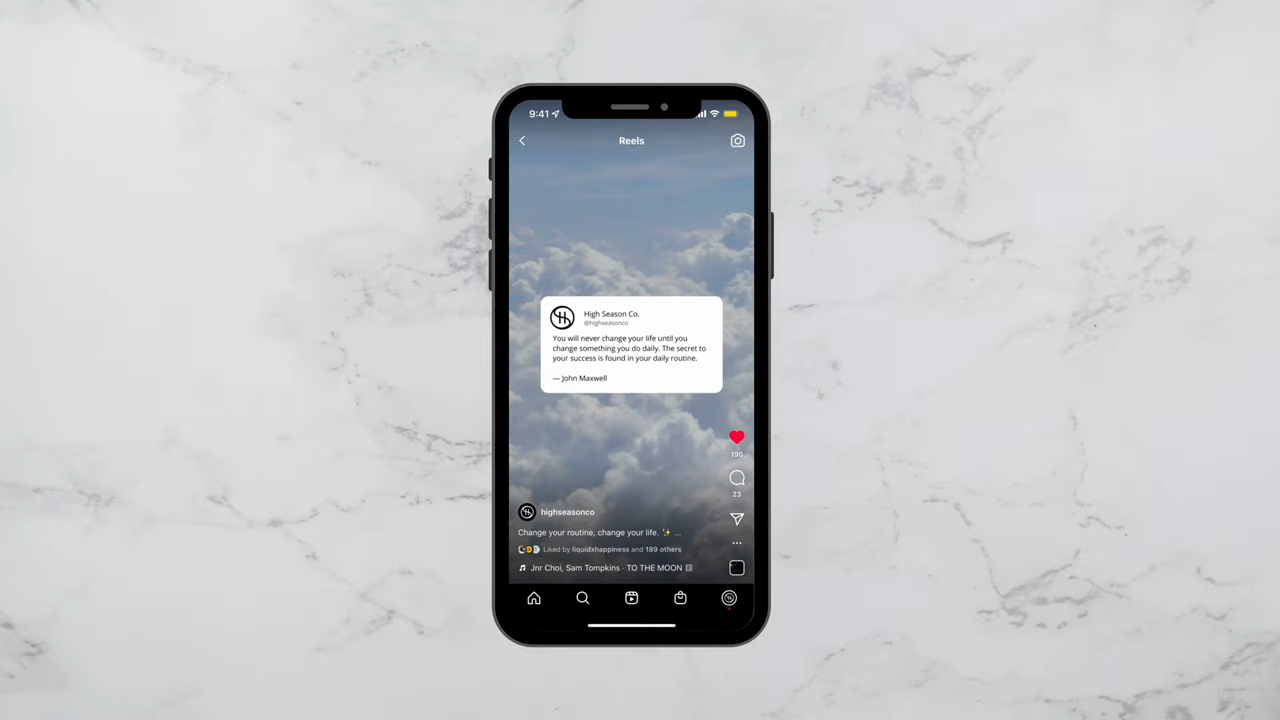 9:41
Reels
High Season Co.
@highseasonco
You will never change your life until you
change something you do daily. The secret to
your success is found in your daily routine.
— John Maxwell
190
23
highseasonco
Change your routine, change your life. ✨ ...
Liked by liquidxhappiness and 189 others
Jnr Choi, Sam Tompkins · TO THE MOON E